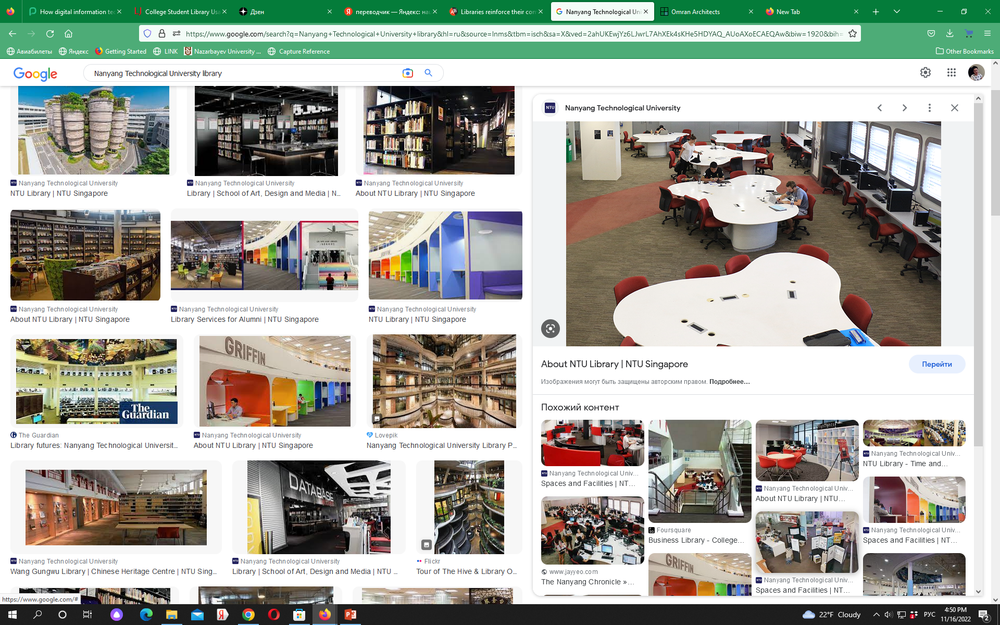 How digital information te
College Student Library Usa
Дзен
переводчик — Яндекс: на
Libraries reinforce their con
Nanyang Technological Uni
Omran Architects
New Tab
https://www.google.com/search?q=Nanyang+Technological+University+library&hl=ru&source=lnms&tbm=isch&sa=X&ved=2ahUKEwjYz6LJwrL7AhXEk4sKHe5HDYAQ_AUoAXoECAEQAw&biw=1920&bih=
Авиабилеты
Яндекс
Getting Started
LINK
Nazarbayev University ...
Capture Reference
Other Bookmarks
Google
Nanyang Technological University library
Nanyang Technological University
NTU Library | NTU Singapore
Nanyang Technological University
Library | School of Art, Design and Media | N...
Nanyang Technological University
About NTU Library | NTU Singapore
Nanyang Technological University
About NTU Library | NTU Singapore
Nanyang Technological University
Library Services for Alumni | NTU Singapore
GRIFFIN
Nanyang Technological University
NTU Library | NTU Singapore
The
Guardian
The Guardian
Library futures: Nanyang Technological Universit...
GRIFFIN
Nanyang Technological University
About NTU Library | NTU Singapore
Lovepik
Nanyang Technological University Library P...
Nanyang Technological University
Wang Gungwu Library | Chinese Heritage Centre | NTU Sing...
DATABASE
Nanyang Technological University
Library | School of Art, Design and Media | NTU ...
Flickr
Tour of The Hive & Library O...
NTU
Nanyang Technological University
About NTU Library | NTU Singapore
Перейти
Изображения могут быть защищены авторским правом. Подробнее...
Похожий контент
Nanyang Technological Univ...
Spaces and Facilities | NT...
www.jayyeo.com
The Nanyang Chronicle »...
B2
Foursquare
Business Library - College...
GRIFFIN
Highlights
Nanyang Technological Univ...
About NTU Library | NTU...
Nanyang Technological Univ...
Spaces and Facilities | NT...
Nanyang Technological Univ...
NTU Library - Time and...
Nanyang Technological Univ...
Spaces and Facilities | NT...
https://www.google.com/#
22°F Cloudy
РУС
4:50 PM
11/16/2022
2